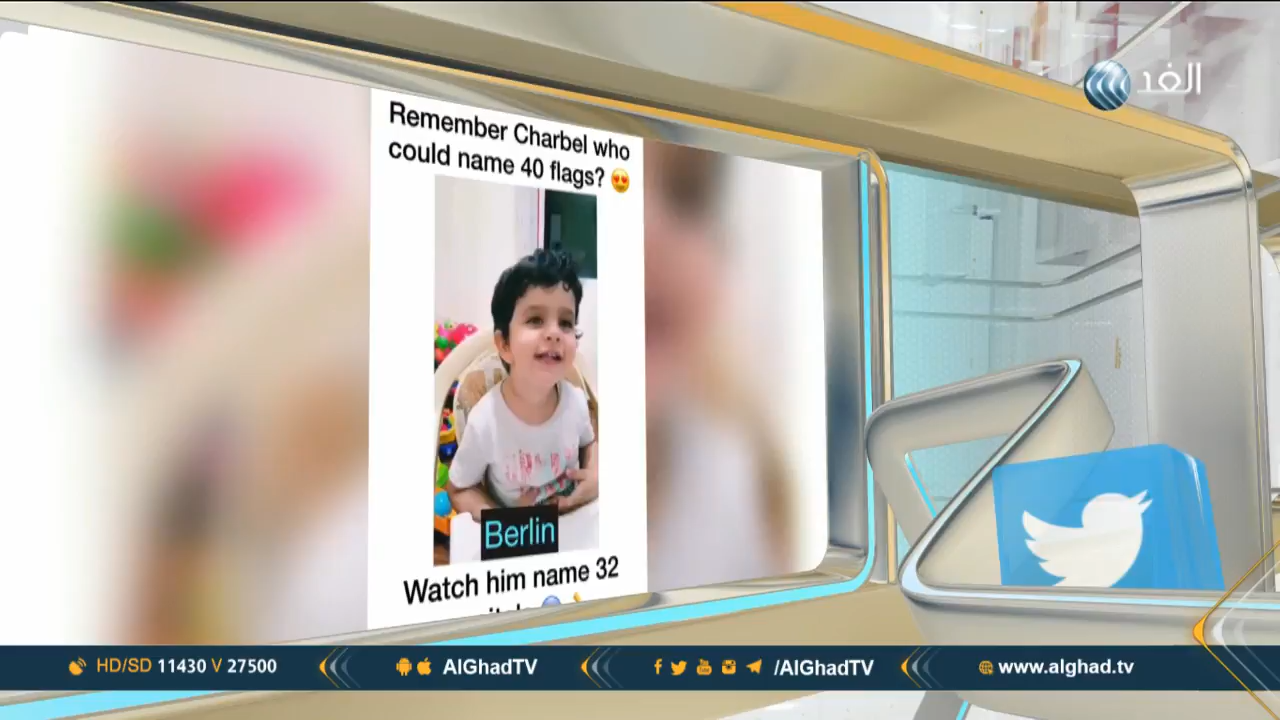 الغد
Remember Charbel who
could name 40 flags? 😍
Berlin
Watch him name 32
HD/SD 11430 V 27500
AlGhadTV
/AlGhadTV
www.alghad.tv